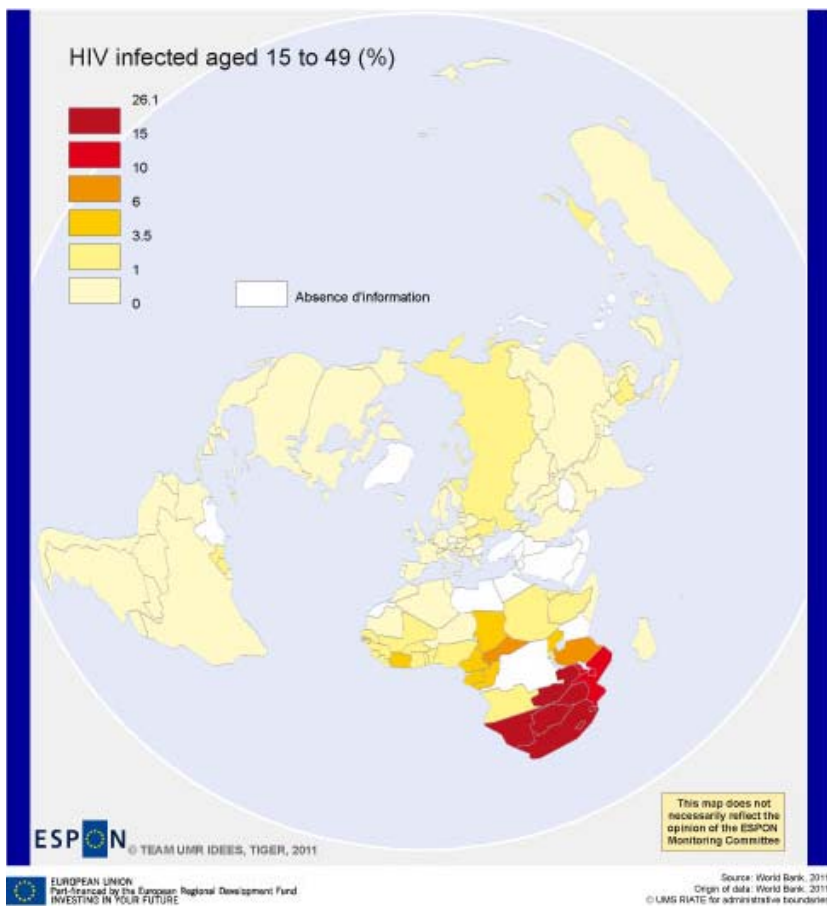 HIV infected aged 15 to 49 (%)
26.1
15
10
6
3.5
1
0
Absence d'information
ESPON © TEAM UMR IDEES, TIGER, 2011
This map does not
necessarily reflect the
opinion of the ESPON
Monitoring Committee
EUROPEAN UNION
Part-financed by the European Regional Development Fund
INVESTING IN YOUR FUTURE
Source: World Bank, 2011
Origin of data: World Bank, 2011
© UMS RIATE for administrative boundaries